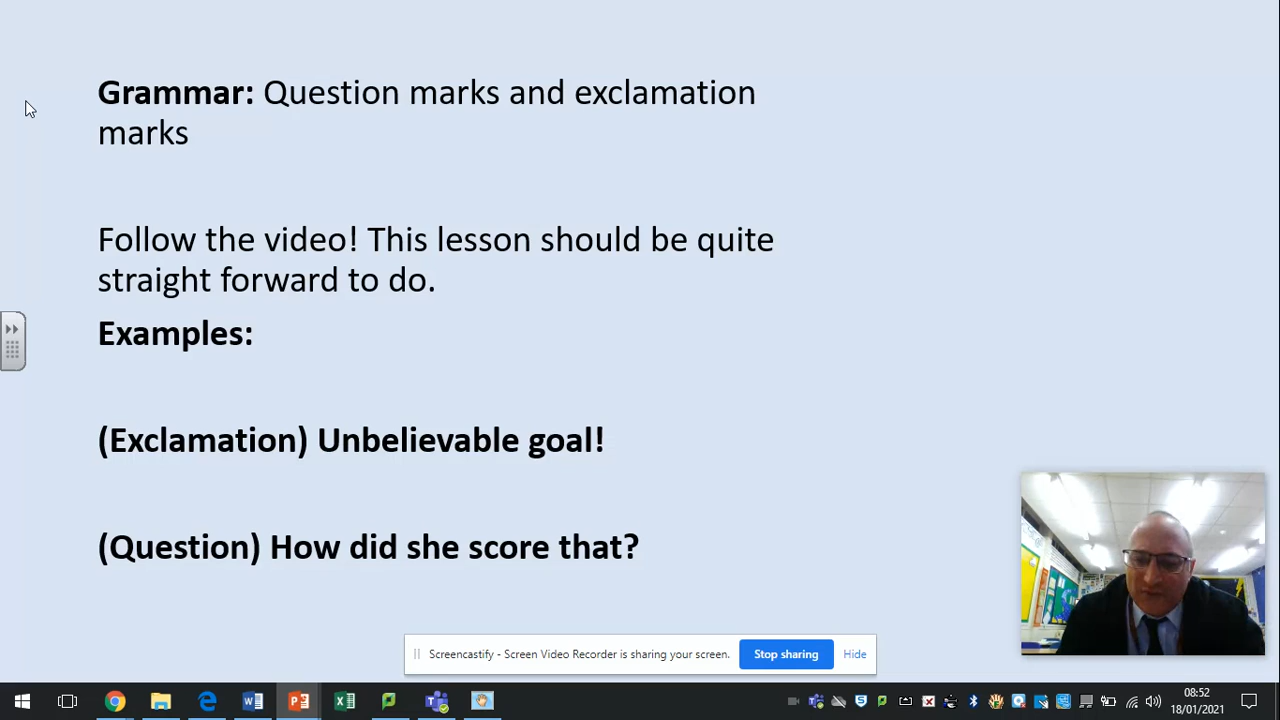 Grammar: Question marks and exclamation
marks
Follow the video! This lesson should be quite
straight forward to do.
Examples:
(Exclamation) Unbelievable goal!
(Question) How did she score that?
Screencastify - Screen Video Recorder is sharing your screen.
Stop sharing
Hide
08:52
18/01/2021